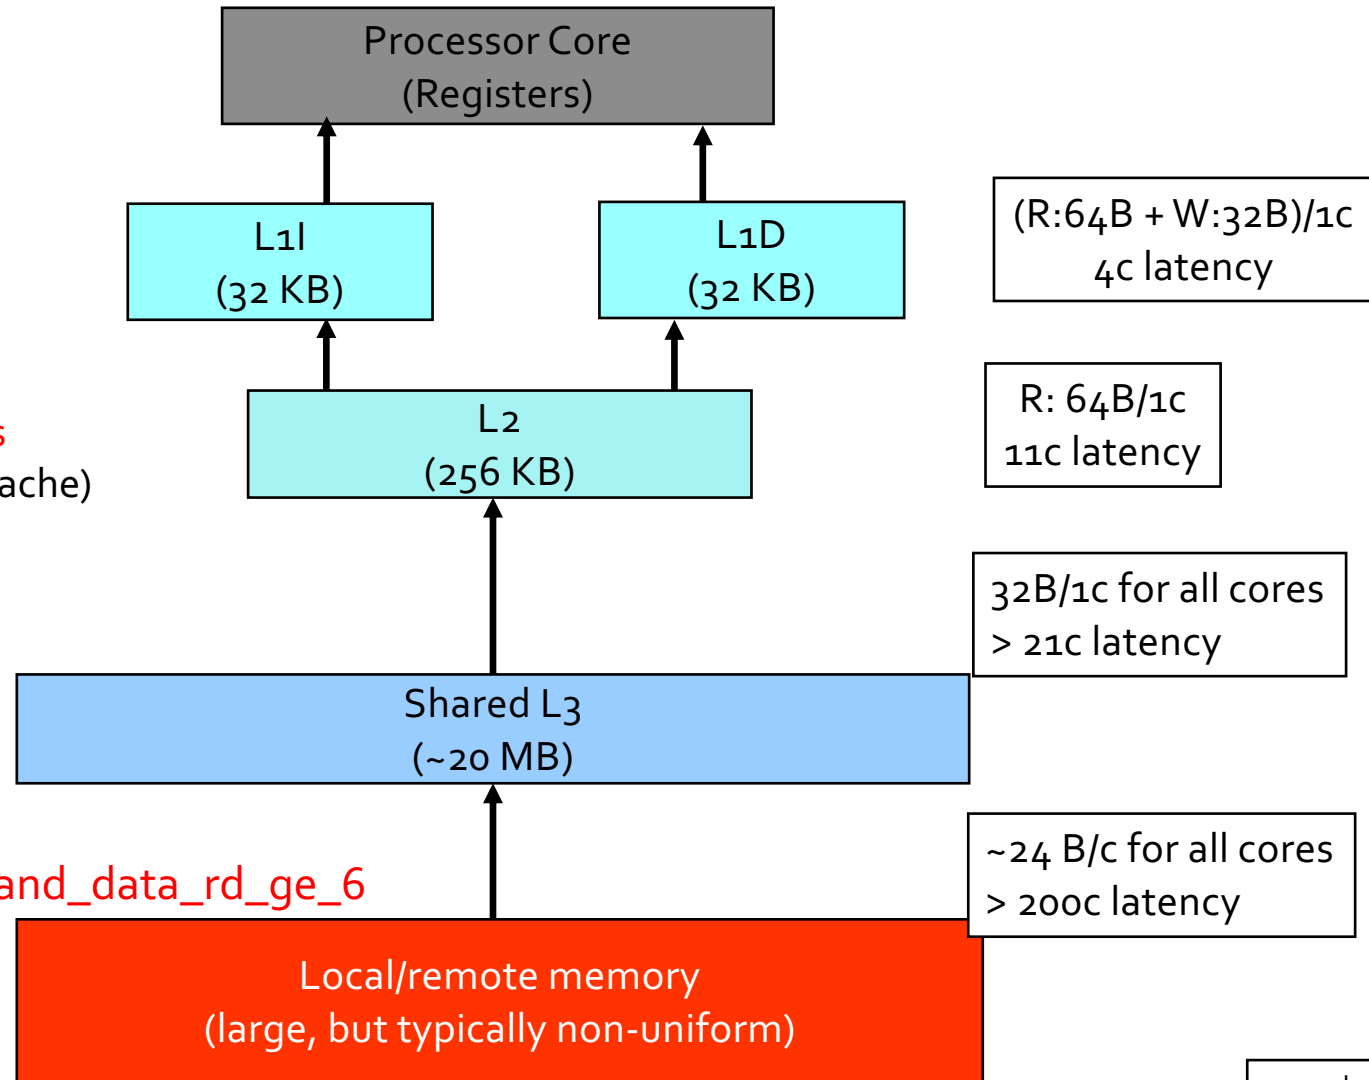 Processor Core
(Registers)
L1I
(32 KB)
L1D
(32 KB)
(R:64B + W:32B)/1c
4c latency
L2
(256 KB)
R: 64B/1c
11c latency
s
ache)
32B/1c for all cores
> 21c latency
Shared L3
(~20 MB)
~24 B/c for all cores
> 200c latency
and_data_rd_ge_6
Local/remote memory
(large, but typically non-uniform)